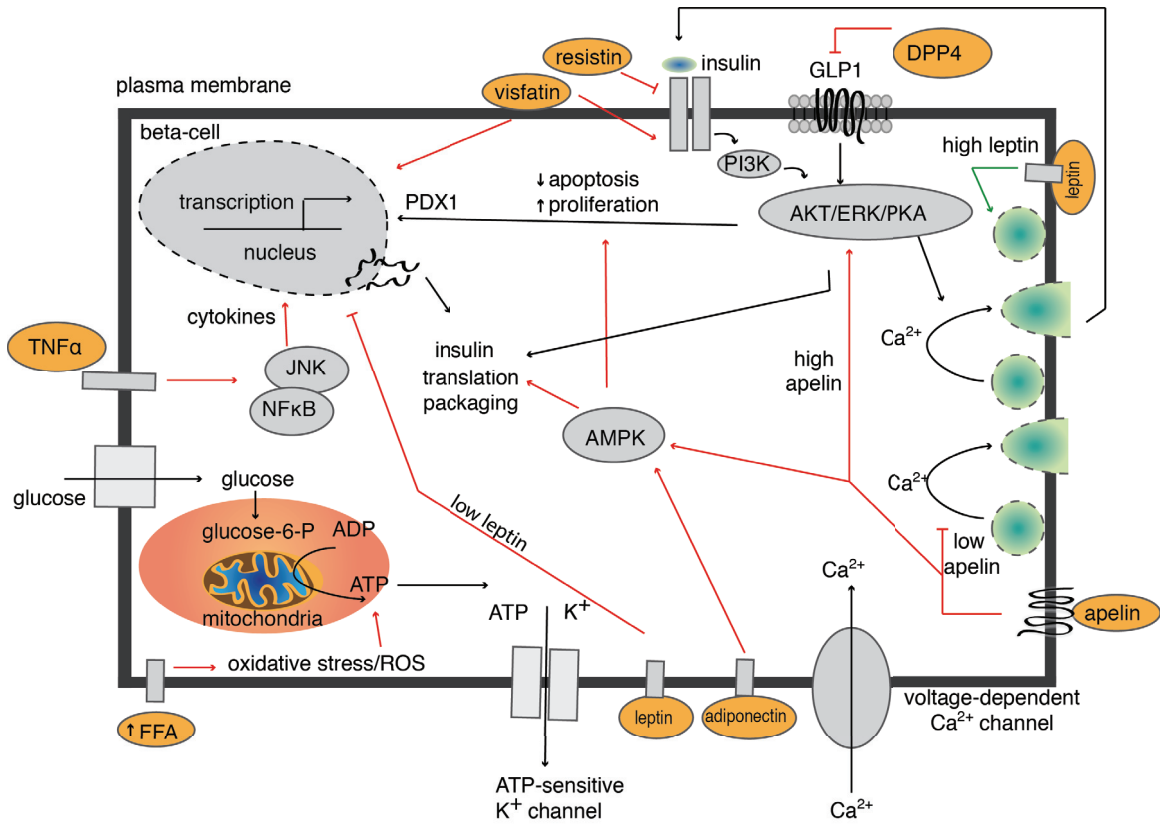 resistin
insulin
DPP4
GLP1
plasma membrane
visfatin
beta-cell
high leptin
leptin
PI3K
transcription
PDX1
↓ apoptosis
↑ proliferation
AKT/ERK/PKA
nucleus
cytokines
TNFα
JNK
NFκB
insulin
translation
packaging
high
apelin
Ca²⁺
AMPK
glucose
glucose
Ca²⁺
glucose-6-P
ADP
ATP
mitochondria
low leptin
low
apelin
Ca²⁺
ATP
K⁺
apelin
oxidative stress/ROS
↑ FFA
leptin
adiponectin
voltage-dependent
Ca²⁺ channel
ATP-sensitive
K⁺ channel
Ca²⁺